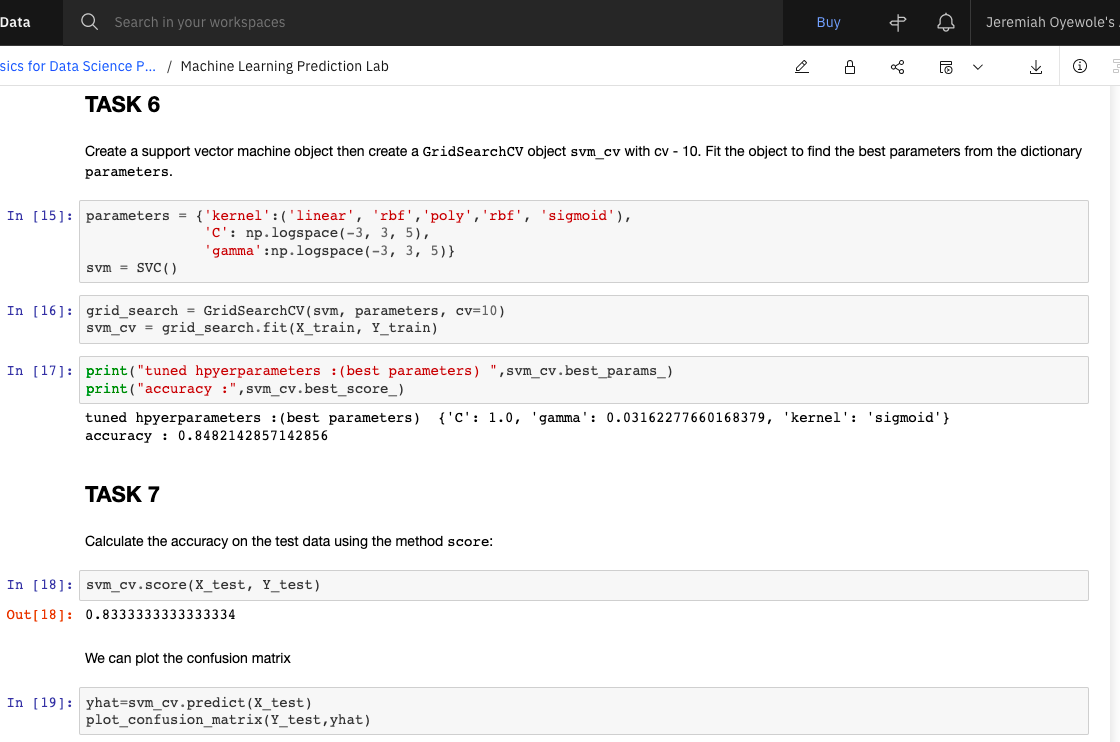 Data Search in your workspaces Buy Jeremiah Oyewole's
sics for Data Science P... / Machine Learning Prediction Lab
TASK 6
Create a support vector machine object then create a GridSearchCV object svm_cv with cv - 10. Fit the object to find the best parameters from the dictionary
parameters.
In [15]: parameters = {'kernel':('linear', 'rbf','poly','rbf', 'sigmoid'),
'C': np.logspace(-3, 3, 5),
'gamma':np.logspace(-3, 3, 5)}
svm = SVC()
In [16]: grid_search = GridSearchCV(svm, parameters, cv=10)
svm_cv = grid_search.fit(X_train, Y_train)
In [17]: print("tuned hpyerparameters :(best parameters) ",svm_cv.best_params_)
print("accuracy :",svm_cv.best_score_)
tuned hpyerparameters :(best parameters)  {'C': 1.0, 'gamma': 0.03162277660168379, 'kernel': 'sigmoid'}
accuracy : 0.8482142857142856
TASK 7
Calculate the accuracy on the test data using the method score:
In [18]: svm_cv.score(X_test, Y_test)
Out[18]: 0.8333333333333334
We can plot the confusion matrix
In [19]: yhat=svm_cv.predict(X_test)
plot_confusion_matrix(Y_test,yhat)